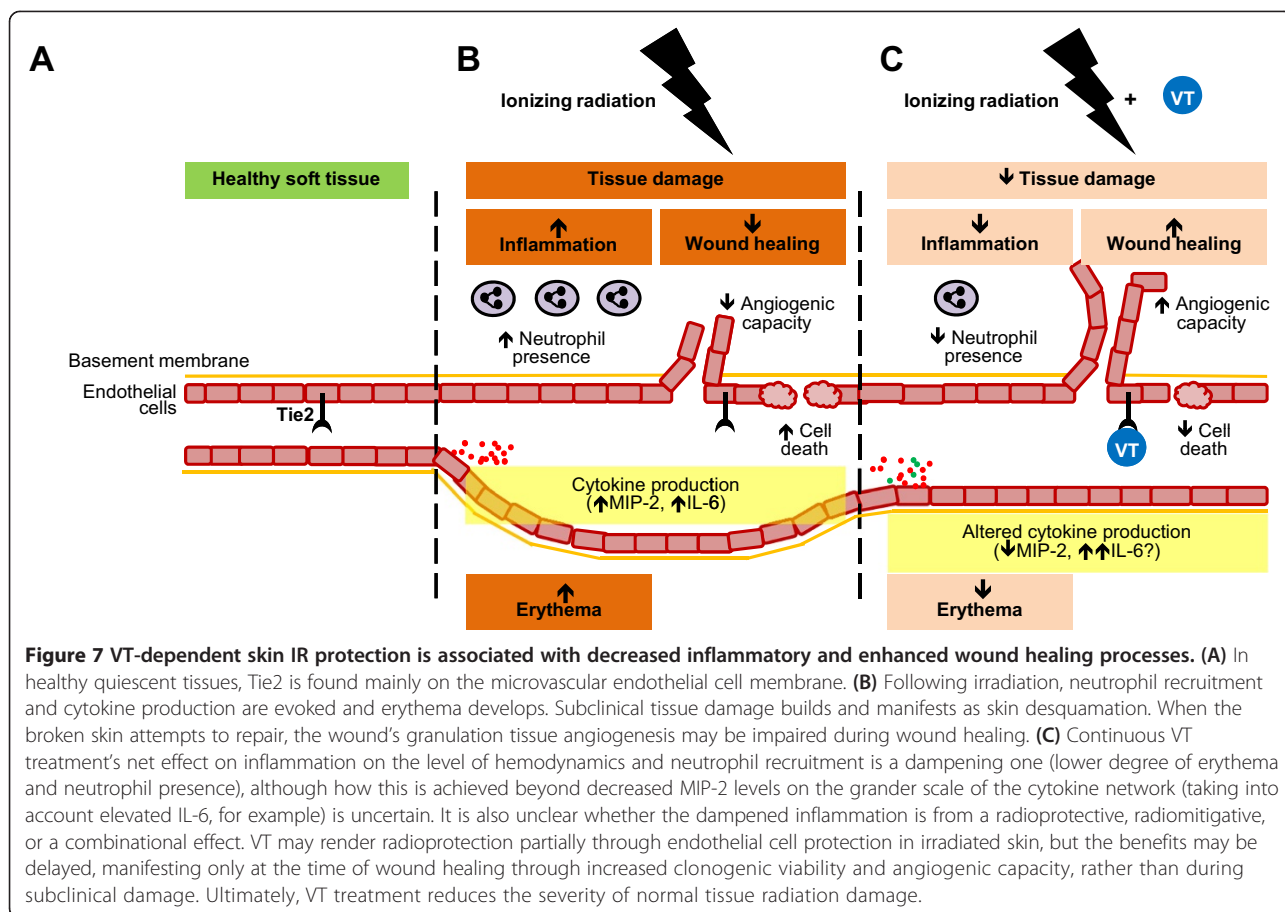 A
B
C
Ionizing radiation
Ionizing radiation + VT
Healthy soft tissue
Tissue damage
↓ Tissue damage
↑
Inflammation
↓
Wound healing
↓
Inflammation
↑
Wound healing
↓ Angiogenic
capacity
↑ Neutrophil
presence
↑ Angiogenic
capacity
↓ Neutrophil
presence
Basement membrane
Endothelial
cells
Tie2
↑ Cell
death
VT
↓ Cell
death
Cytokine production
(↑MIP-2, ↑IL-6)
Altered cytokine production
(↓MIP-2, ↑↑IL-6?)
↑
Erythema
↓
Erythema
Figure 7 VT-dependent skin IR protection is associated with decreased inflammatory and enhanced wound healing processes. (A) In
healthy quiescent tissues, Tie2 is found mainly on the microvascular endothelial cell membrane. (B) Following irradiation, neutrophil recruitment
and cytokine production are evoked and erythema develops. Subclinical tissue damage builds and manifests as skin desquamation. When the
broken skin attempts to repair, the wound's granulation tissue angiogenesis may be impaired during wound healing. (C) Continuous VT
treatment's net effect on inflammation on the level of hemodynamics and neutrophil recruitment is a dampening one (lower degree of erythema
and neutrophil presence), although how this is achieved beyond decreased MIP-2 levels on the grander scale of the cytokine network (taking into
account elevated IL-6, for example) is uncertain. It is also unclear whether the dampened inflammation is from a radioprotective, radiomitigative,
or a combinational effect. VT may render radioprotection partially through endothelial cell protection in irradiated skin, but the benefits may be
delayed, manifesting only at the time of wound healing through increased clonogenic viability and angiogenic capacity, rather than during
subclinical damage. Ultimately, VT treatment reduces the severity of normal tissue radiation damage.